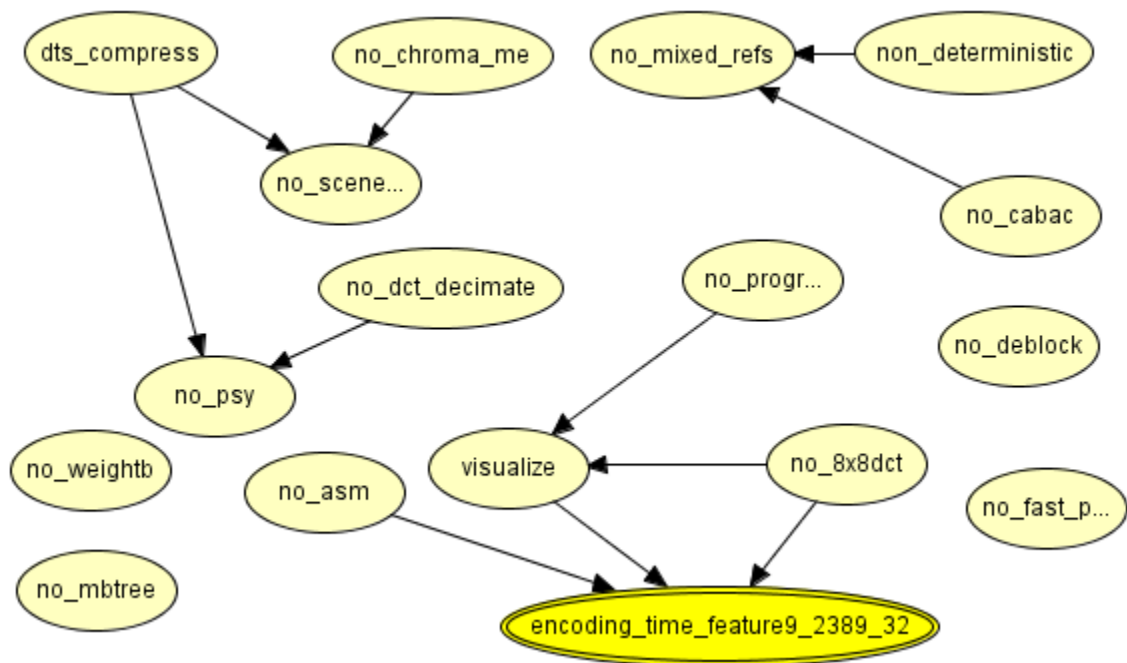 dts_compress
no_chroma_me
no_mixed_refs
non_deterministic
no_scene...
no_cabac
no_dct_decimate
no_progr...
no_deblock
no_psy
no_weightb
visualize
no_8x8dct
no_asm
no_fast_p...
no_mbtree
encoding_time_feature9_2389_32